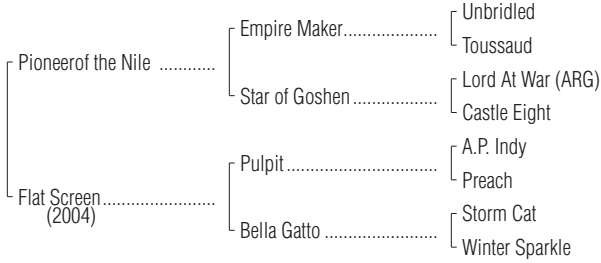 Unbridled
Empire Maker....................
Toussaud
Pioneerof the Nile ............
Lord At War (ARG)
Star of Goshen ..................
Castle Eight
A.P. Indy
Pulpit ................................
Preach
Flat Screen ........................
(2004)
Storm Cat
Bella Gatto ........................
Winter Sparkle